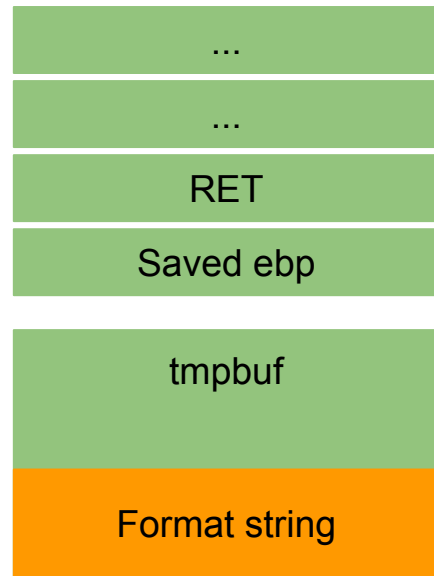 ...
...
RET
Saved ebp
tmpbuf
Format string